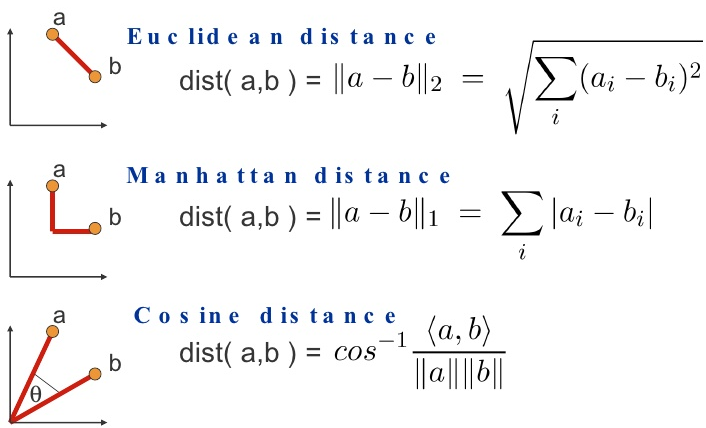 a
b
Euclidean distance
dist( a,b ) = ‖a − b‖₂ = √∑ᵢ(aᵢ − bᵢ)²
a
b
Manhattan distance
dist( a,b ) = ‖a − b‖₁ = ∑ᵢ |aᵢ − bᵢ|
a
b
θ
Cosine distance
dist( a,b ) = cos⁻¹ ⟨a, b⟩ / ‖a‖‖b‖